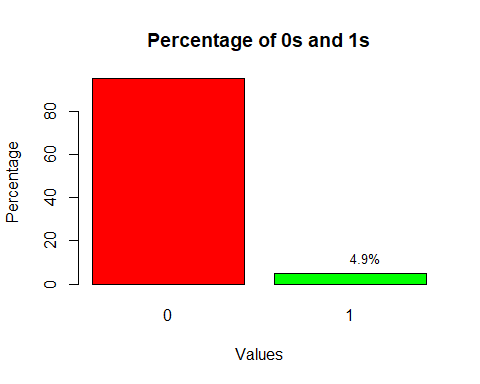 Percentage of 0s and 1s
Percentage
80
60
40
20
0
4.9%
0 1
Values